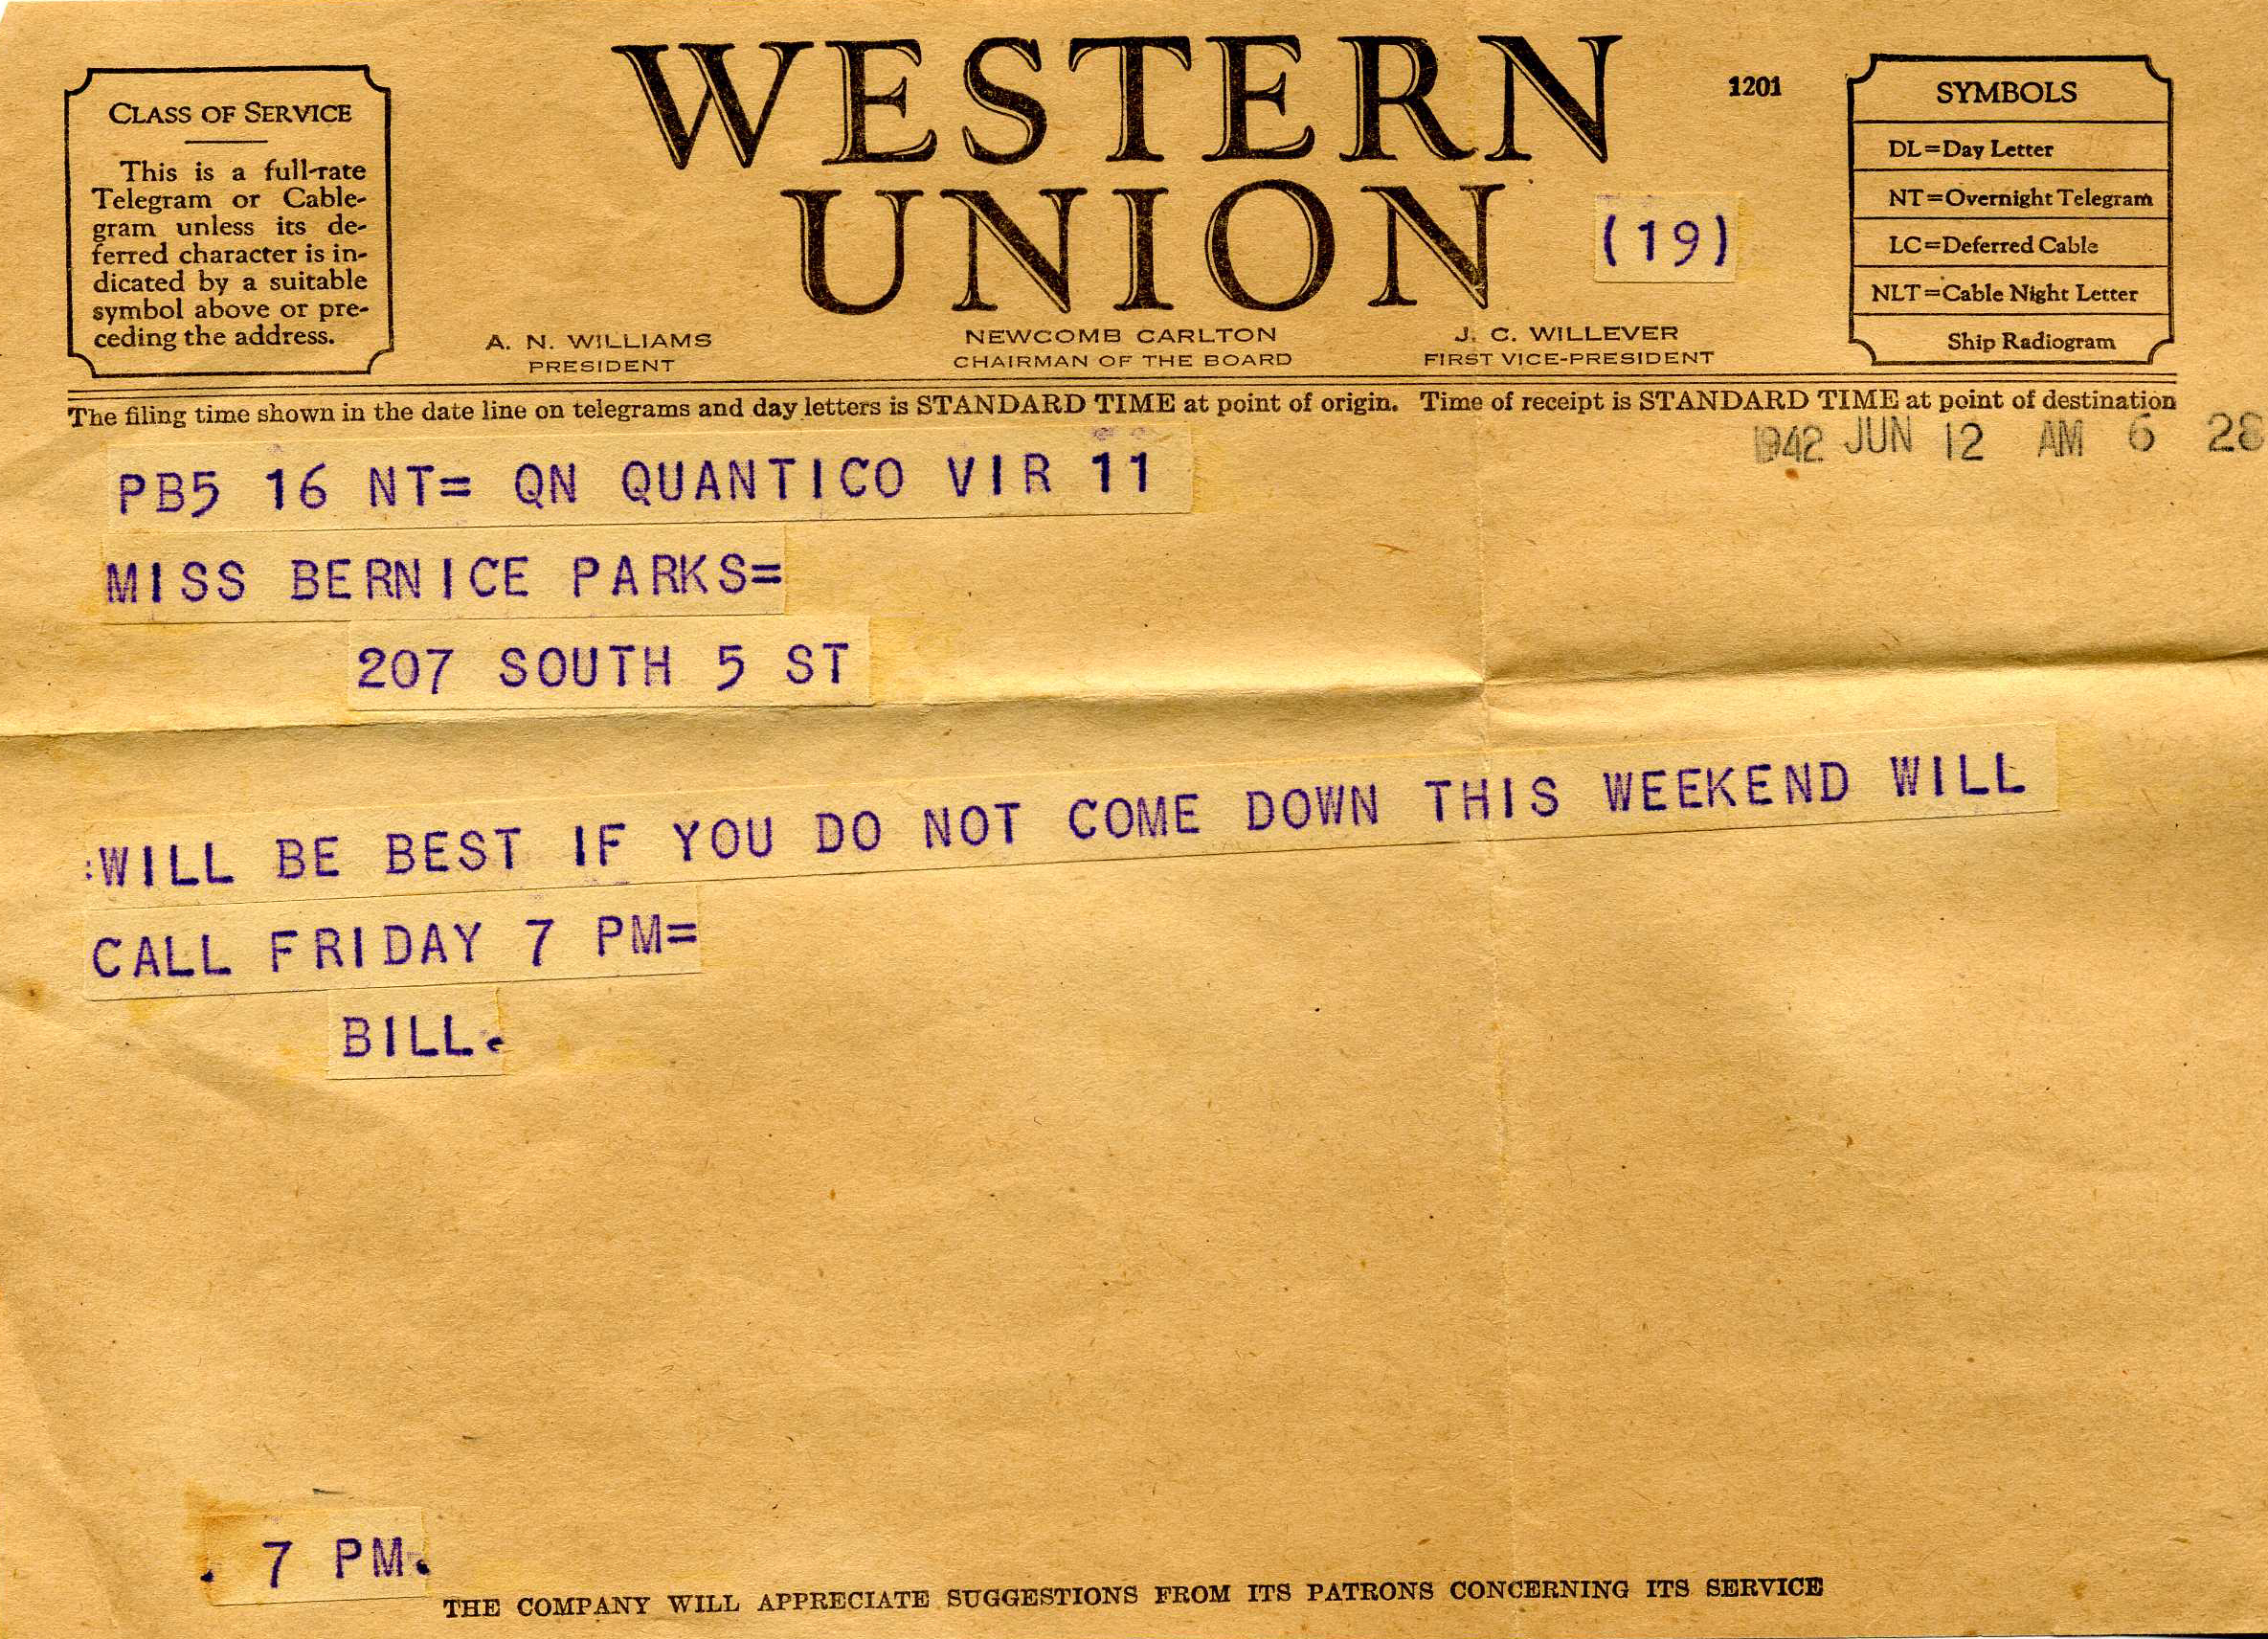 WESTERN
UNION
1201
(19)
CLASS OF SERVICE
This is a full-rate
Telegram or Cable-
gram unless its de-
ferred character is in-
dicated by a suitable
symbol above or pre-
ceding the address.
SYMBOLS
DL=Day Letter
NT=Overnight Telegram
LC=Deferred Cable
NLT=Cable Night Letter
Ship Radiogram
A. N. WILLIAMS
PRESIDENT
NEWCOMB CARLTON
CHAIRMAN OF THE BOARD
J. C. WILLEVER
FIRST VICE-PRESIDENT
The filing time shown in the date line on telegrams and day letters is STANDARD TIME at point of origin. Time of receipt is STANDARD TIME at point of destination
1942 JUN 12 AM 6 28
PB5 16 NT= QN QUANTICO VIR 11
MISS BERNICE PARKS=
207 SOUTH 5 ST
:WILL BE BEST IF YOU DO NOT COME DOWN THIS WEEKEND WILL
CALL FRIDAY 7 PM=
BILL.
. 7 PM.
THE COMPANY WILL APPRECIATE SUGGESTIONS FROM ITS PATRONS CONCERNING ITS SERVICE